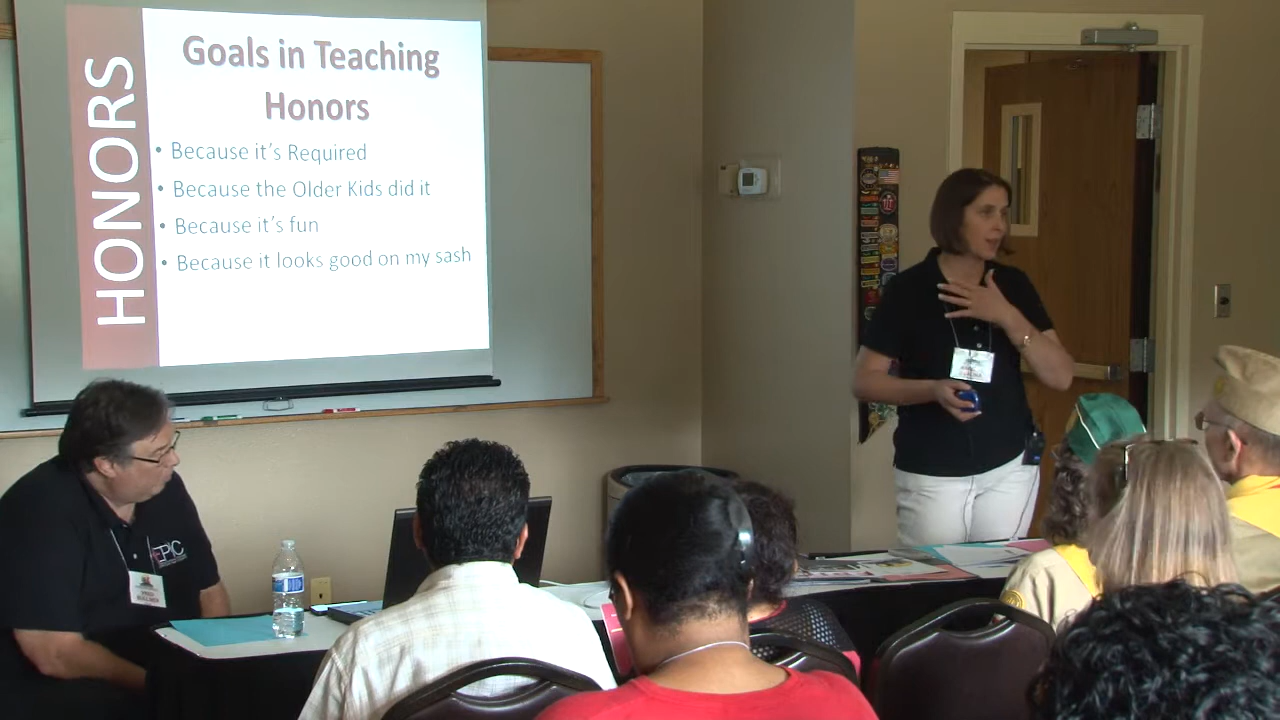 HONORS
Goals in Teaching
Honors
• Because it's Required
• Because the Older Kids did it
• Because it's fun
• Because it looks good on my sash
EPIC